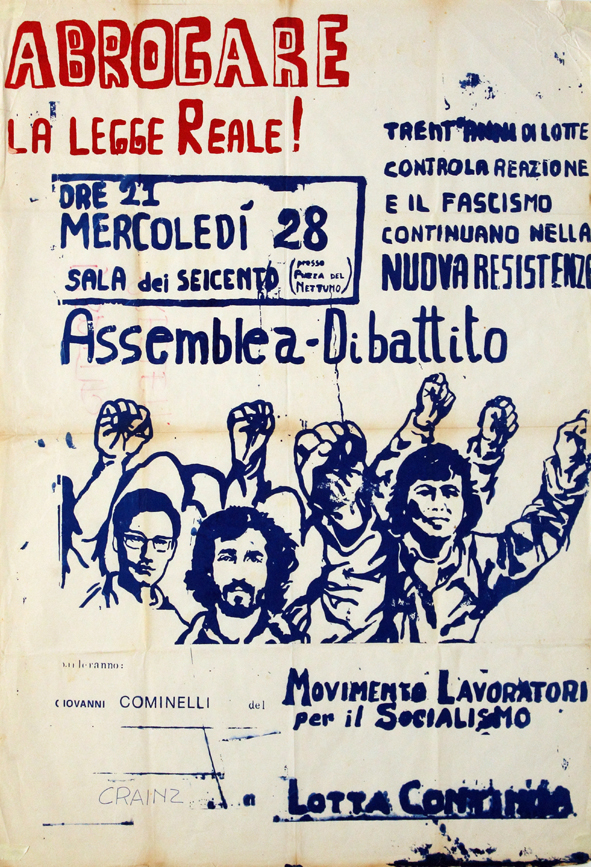 ABROGARE
LA LEGGE REALE!
TRENT'ANNI DI LOTTE
CONTRO LA REAZIONE
E IL FASCISMO
CONTINUANO NELLA
NUOVA RESISTENZA
ORE 21
MERCOLEDÍ 28
SALA dei SEICENTO (presso PIAZZA DEL NETTUNO)
Assemblea-Dibattito
GIOVANNI COMINELLI del
MOVIMENTO LAVORATORI
per il SOCIALISMO
CRAINZ
LOTTA CONTINUA